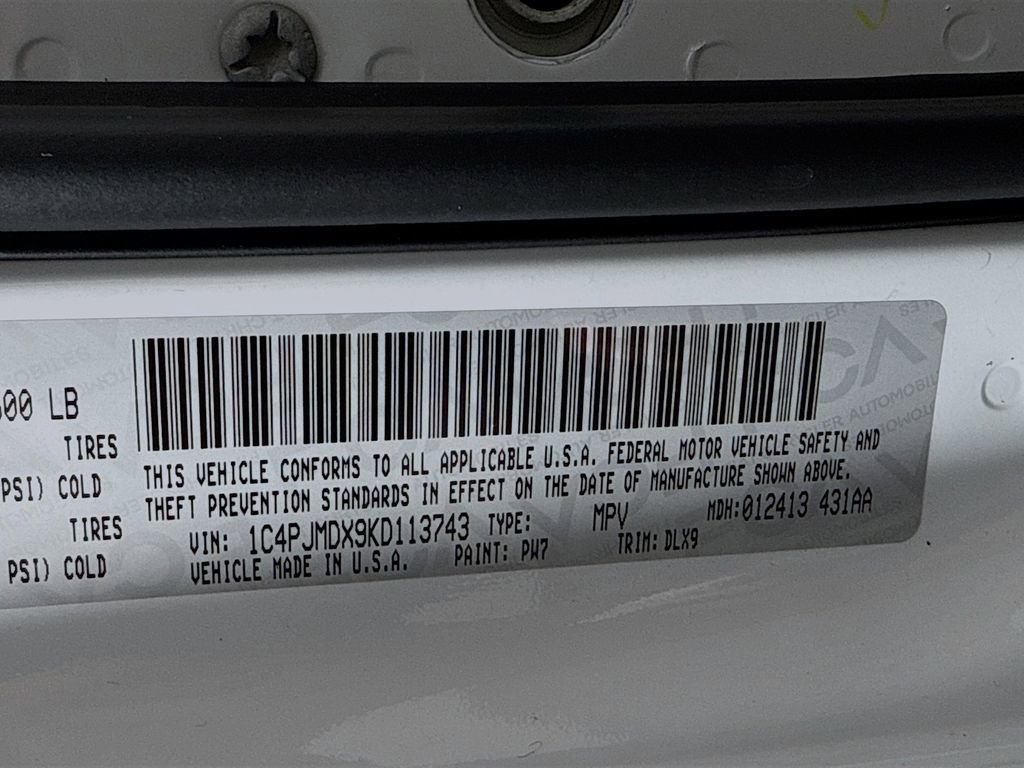 LB
TIRES
THIS VEHICLE CONFORMS TO ALL APPLICABLE U.S.A. FEDERAL MOTOR VEHICLE SAFETY AND
PSI) COLD
THEFT PREVENTION STANDARDS IN EFFECT ON THE DATE OF MANUFACTURE SHOWN ABOVE.
TIRES
VIN: 1C4PJMDX9KD113743 TYPE: MPV MDH:012413 431AA
PSI) COLD
VEHICLE MADE IN U.S.A. PAINT: PW7 TRIM:DLX9